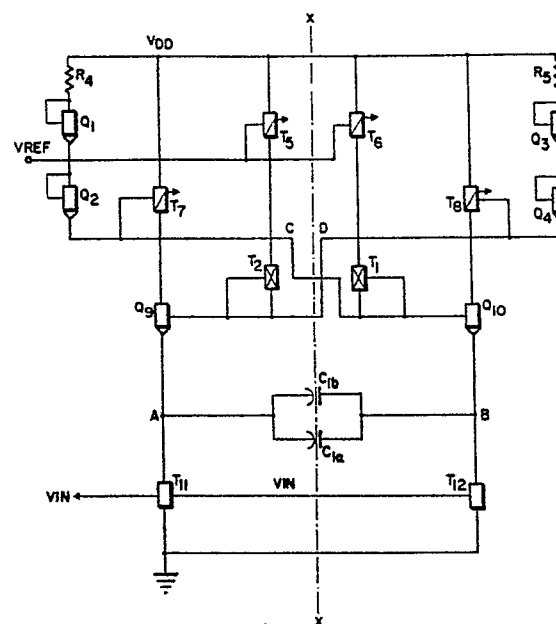 X
VDD
R4
R5
Q1
T5
T6
Q3
VREF
Q2
T7
T8
Q4
C
D
T2
T1
Q9
Q10
C1b
A
B
C1a
T11
VIN
VIN
T12
X